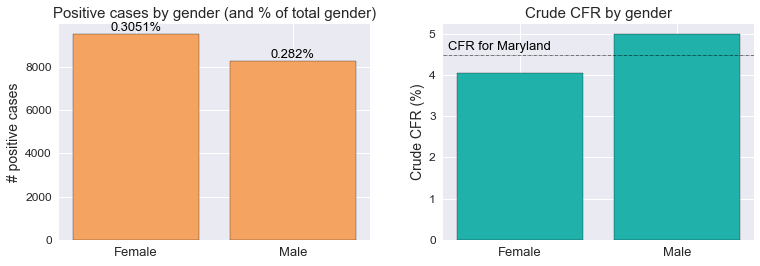 Positive cases by gender (and % of total gender)
# positive cases
8000
6000
4000
2000
0
0.3051%
0.282%
Female
Male
Crude CFR by gender
Crude CFR (%)
5
4
3
2
1
0
CFR for Maryland
Female
Male